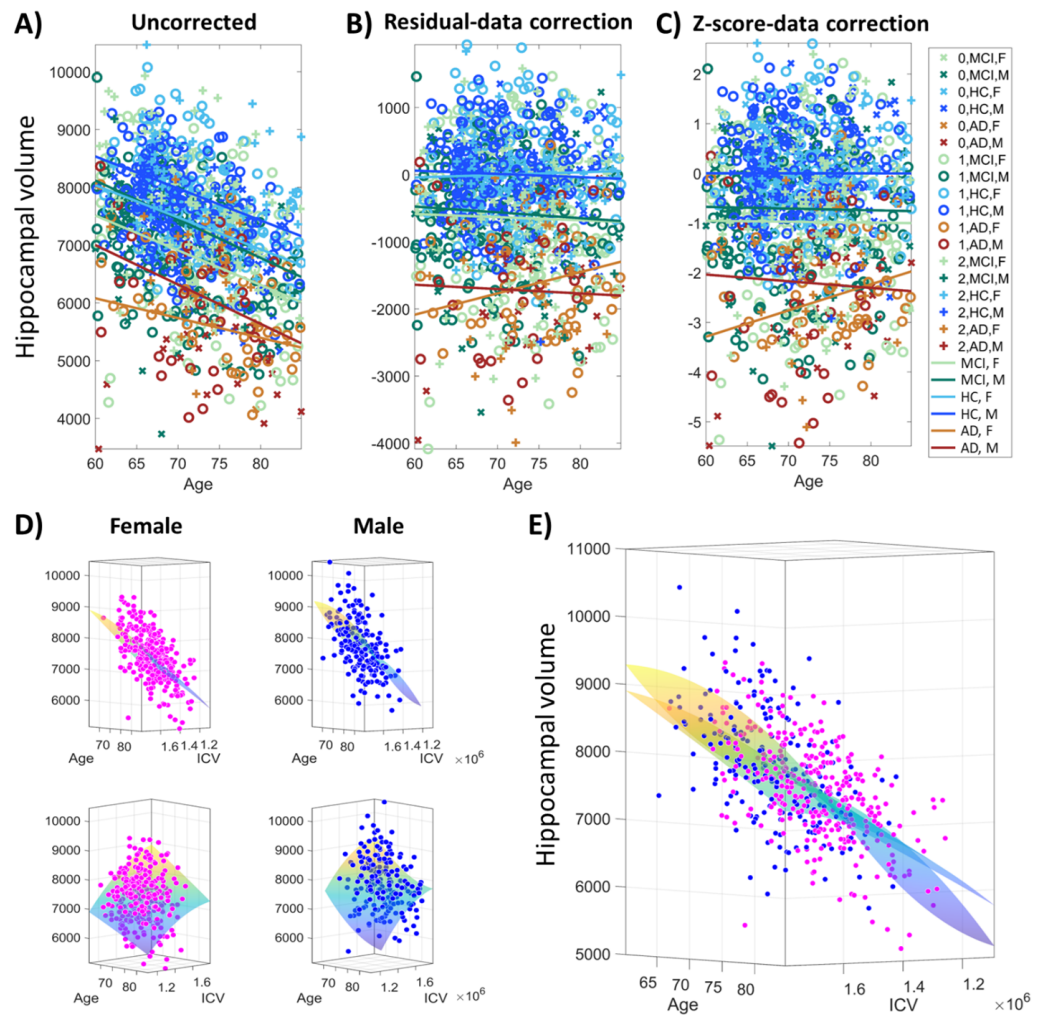 A) Uncorrected
B) Residual-data correction
C) Z-score-data correction
Hippocampal volume
10000
9000
8000
7000
6000
5000
4000
60 65 70 75 80
Age
1000
0
-1000
-2000
-3000
-4000
60 65 70 75 80
Age
2
1
0
-1
-2
-3
-4
-5
60 65 70 75 80
Age
0,MCI,F
0,MCI,M
0,HC,F
0,HC,M
0,AD,F
0,AD,M
1,MCI,F
1,MCI,M
1,HC,F
1,HC,M
1,AD,F
1,AD,M
2,MCI,F
2,MCI,M
2,HC,F
2,HC,M
2,AD,F
2,AD,M
MCI, F
MCI, M
HC, F
HC, M
AD, F
AD, M
D) Female
Male
10000
9000
8000
7000
6000
70 80
1.6 1.4 1.2
Age
ICV
10000
9000
8000
7000
6000
70 80
1.6 1.4 1.2
Age
ICV ×10⁶
10000
9000
8000
7000
6000
70 80
1.2 1.6
Age
ICV ×10⁶
10000
9000
8000
7000
6000
70 80
1.2 1.6
Age
ICV ×10⁶
E)
Hippocampal volume
11000
10000
9000
8000
7000
6000
5000
65 70 75 80
1.6 1.4 1.2
Age
ICV
×10⁶